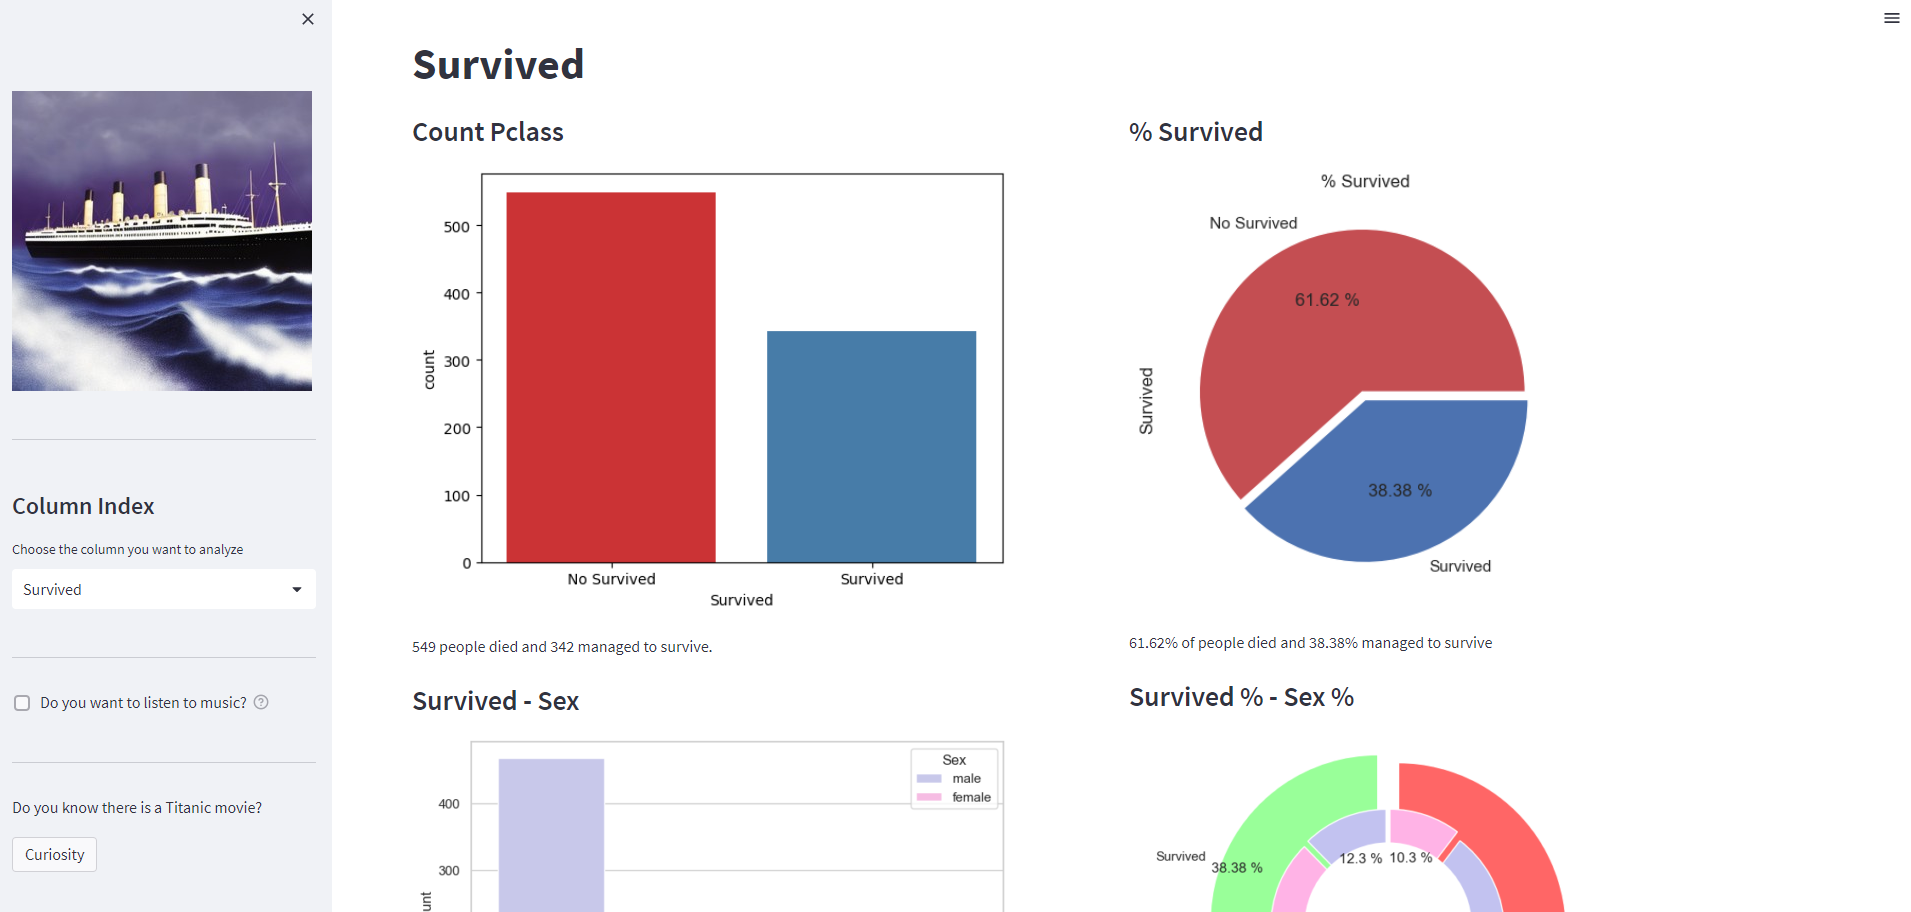 Column Index
Choose the column you want to analyze
Survived
Do you want to listen to music?
Do you know there is a Titanic movie?
Curiosity
Survived
Count Pclass
500
400
300
200
100
0
count
No Survived
Survived
Survived
549 people died and 342 managed to survive.
% Survived
% Survived
No Survived
61.62 %
Survived
38.38 %
Survived
61.62% of people died and 38.38% managed to survive
Survived - Sex
Sex
male
female
400
300
Survived % - Sex %
Survived
38.38 %
12.3 %
10.3 %